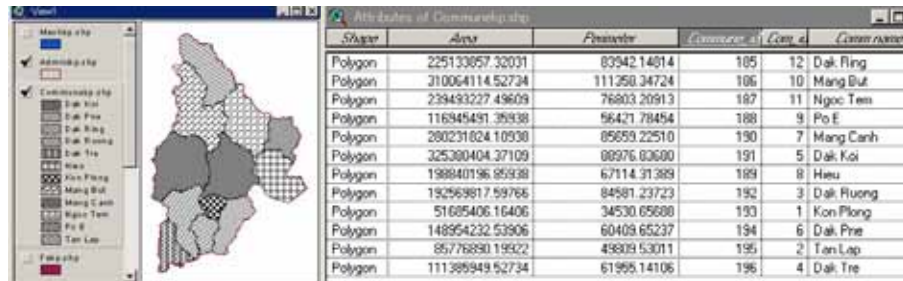 View1
Adminkp.shp
Communekp.shp
Dak Koi
Dak Pne
Dak Ring
Dak Ruong
Dak Tre
Hieu
Kon Plong
Mang But
Mang Canh
Ngoc Tem
Po E
Tan Lap
Attributes of Communekp.shp
Shape Area Perimeter Comm name
Polygon 225133857.32031 83942.14814 185 12 Dak Ring
Polygon 310064114.52734 111358.34724 186 10 Mang But
Polygon 239493227.49609 76803.20913 187 11 Ngoc Tem
Polygon 116945491.35938 56421.78454 188 9 Po E
Polygon 280231824.10938 85659.22510 190 7 Mang Canh
Polygon 325380404.37109 88976.83680 191 5 Dak Koi
Polygon 198840196.85938 67114.31389 189 8 Hieu
Polygon 192569817.59766 84581.23723 192 3 Dak Ruong
Polygon 51685406.16406 34530.65688 193 1 Kon Plong
Polygon 148954232.53906 60409.65237 194 6 Dak Pne
Polygon 85776890.19922 49809.53011 195 2 Tan Lap
Polygon 111385949.52734 61955.14106 196 4 Dak Tre